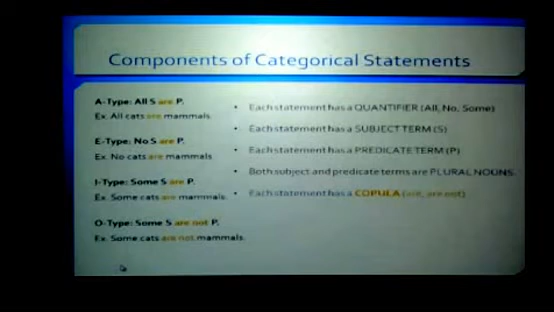 Components of Categorical Statements
A-Type: All S are P.
Ex. All cats are mammals.
E-Type: No S are P.
Ex. No cats are mammals
I-Type: Some S are P.
Ex. Some cats are mammals.
O-Type: Some S are not P.
Ex. Some cats are not mammals.
• Each statement has a QUANTIFIER (All, No, Some)
• Each statement has a SUBJECT TERM (S)
• Each statement has a PREDICATE TERM (P)
• Both subject and predicate terms are PLURAL NOUNS.
• Each statement has a COPULA (are, are not)